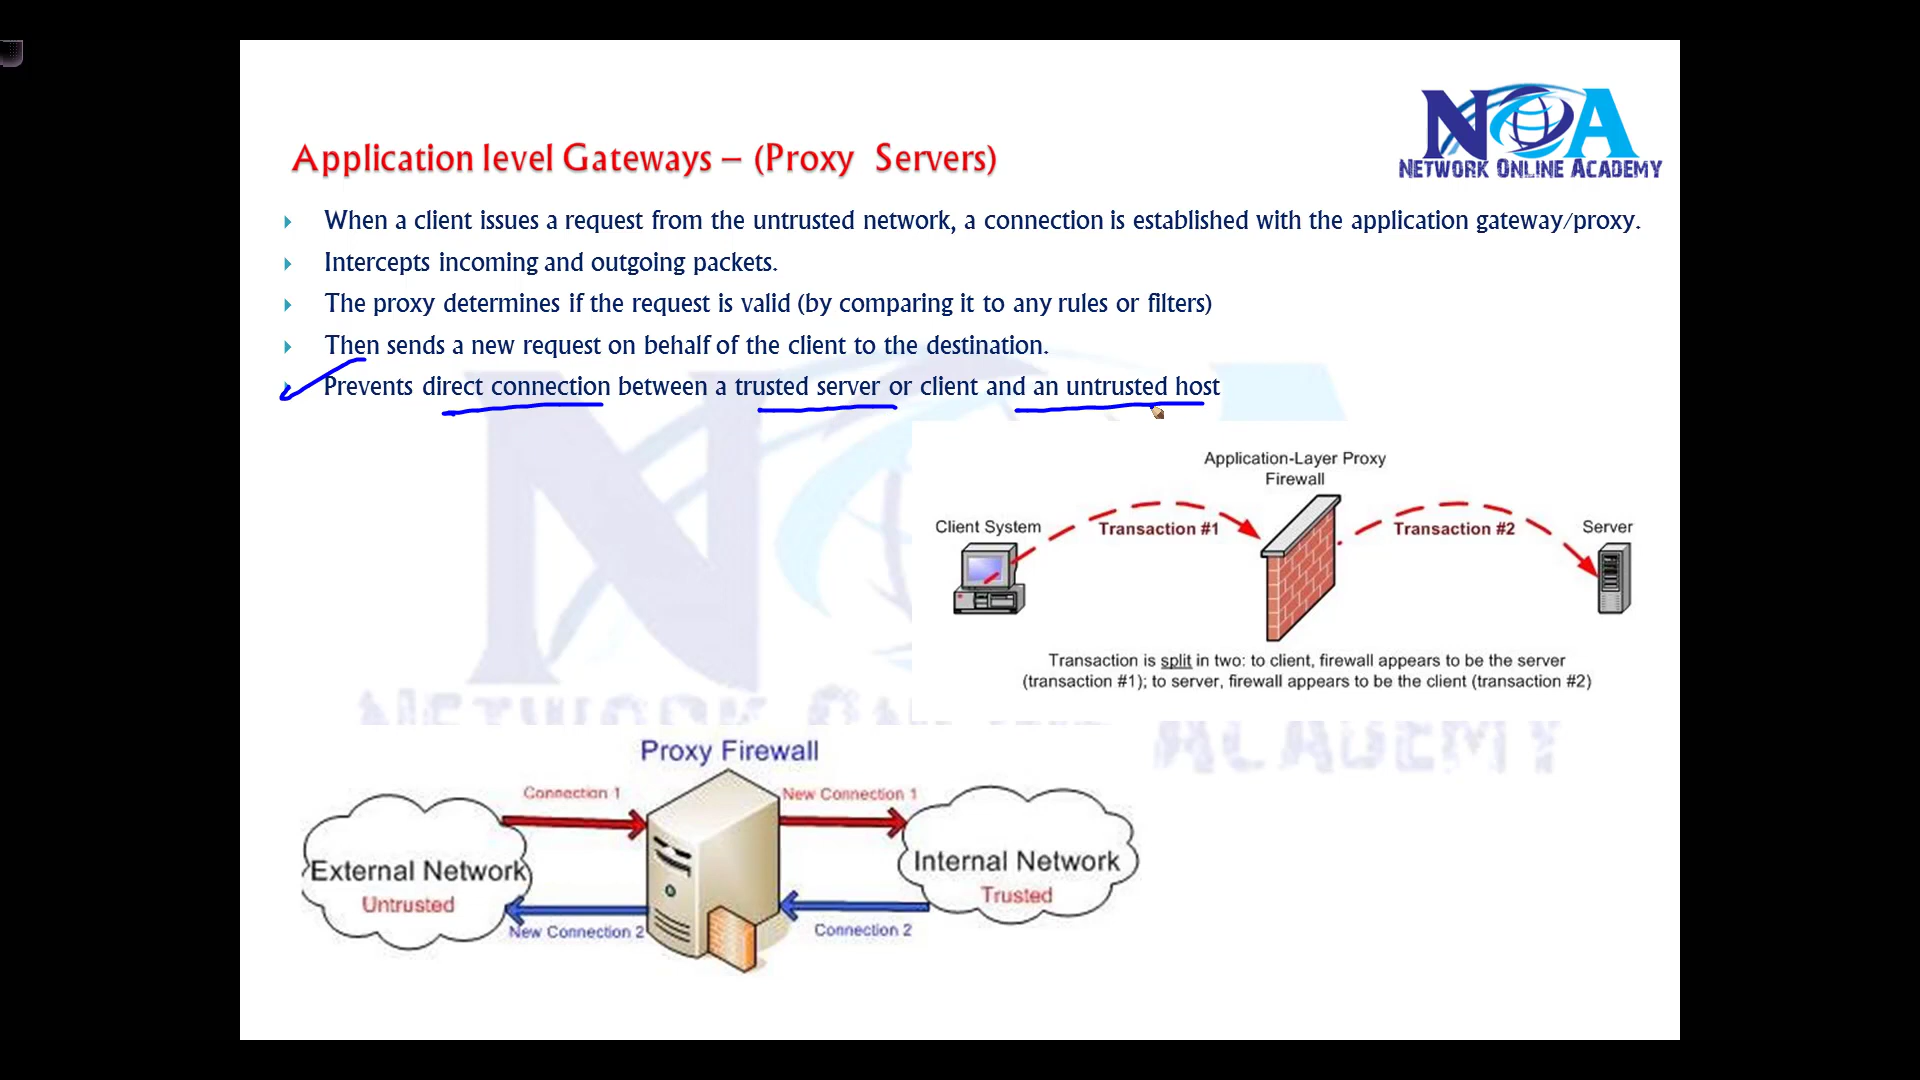 NOA
NETWORK ONLINE ACADEMY
Application level Gateways – (Proxy Servers)
When a client issues a request from the untrusted network, a connection is established with the application gateway/proxy.
Intercepts incoming and outgoing packets.
The proxy determines if the request is valid (by comparing it to any rules or filters)
Then sends a new request on behalf of the client to the destination.
Prevents direct connection between a trusted server or client and an untrusted host
Application-Layer Proxy
Firewall
Client System
Transaction #1
Transaction #2
Server
Transaction is split in two: to client, firewall appears to be the server
(transaction #1); to server, firewall appears to be the client (transaction #2)
NETWORK ONLINE ACADEMY
Proxy Firewall
Connection 1
New Connection 1
External Network
Untrusted
Internal Network
Trusted
New Connection 2
Connection 2